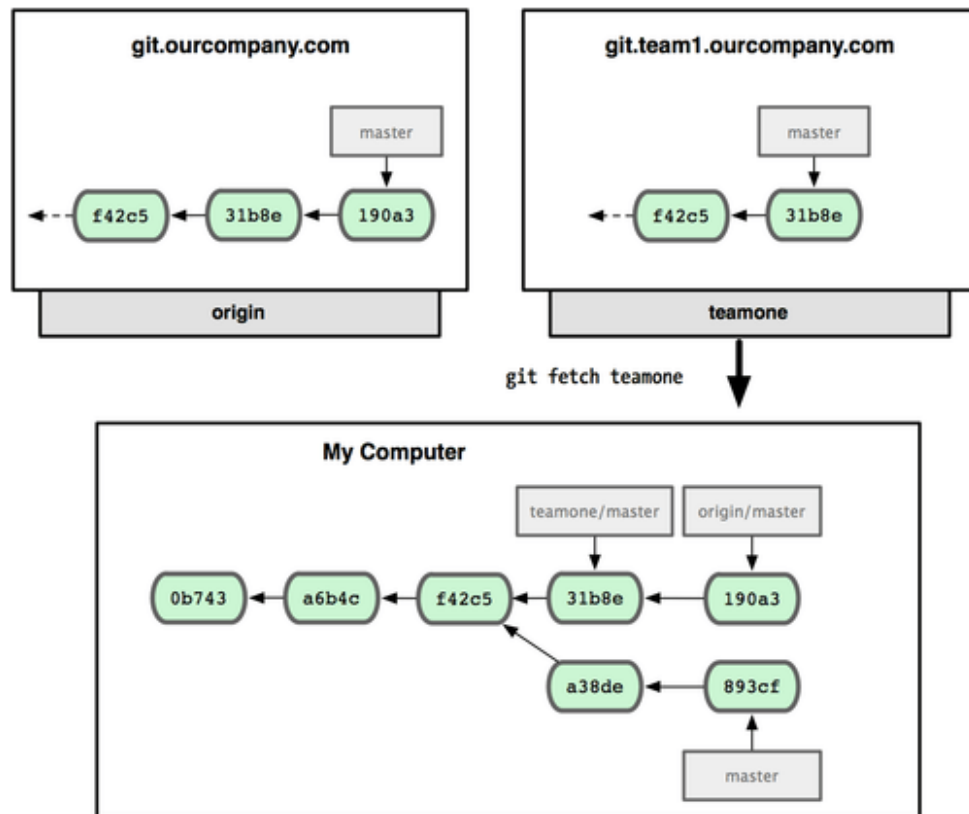 git.ourcompany.com
master
f42c5 31b8e 190a3
origin
git.team1.ourcompany.com
master
f42c5 31b8e
teamone
git fetch teamone
My Computer
teamone/master origin/master
0b743 a6b4c f42c5 31b8e 190a3
a38de 893cf
master